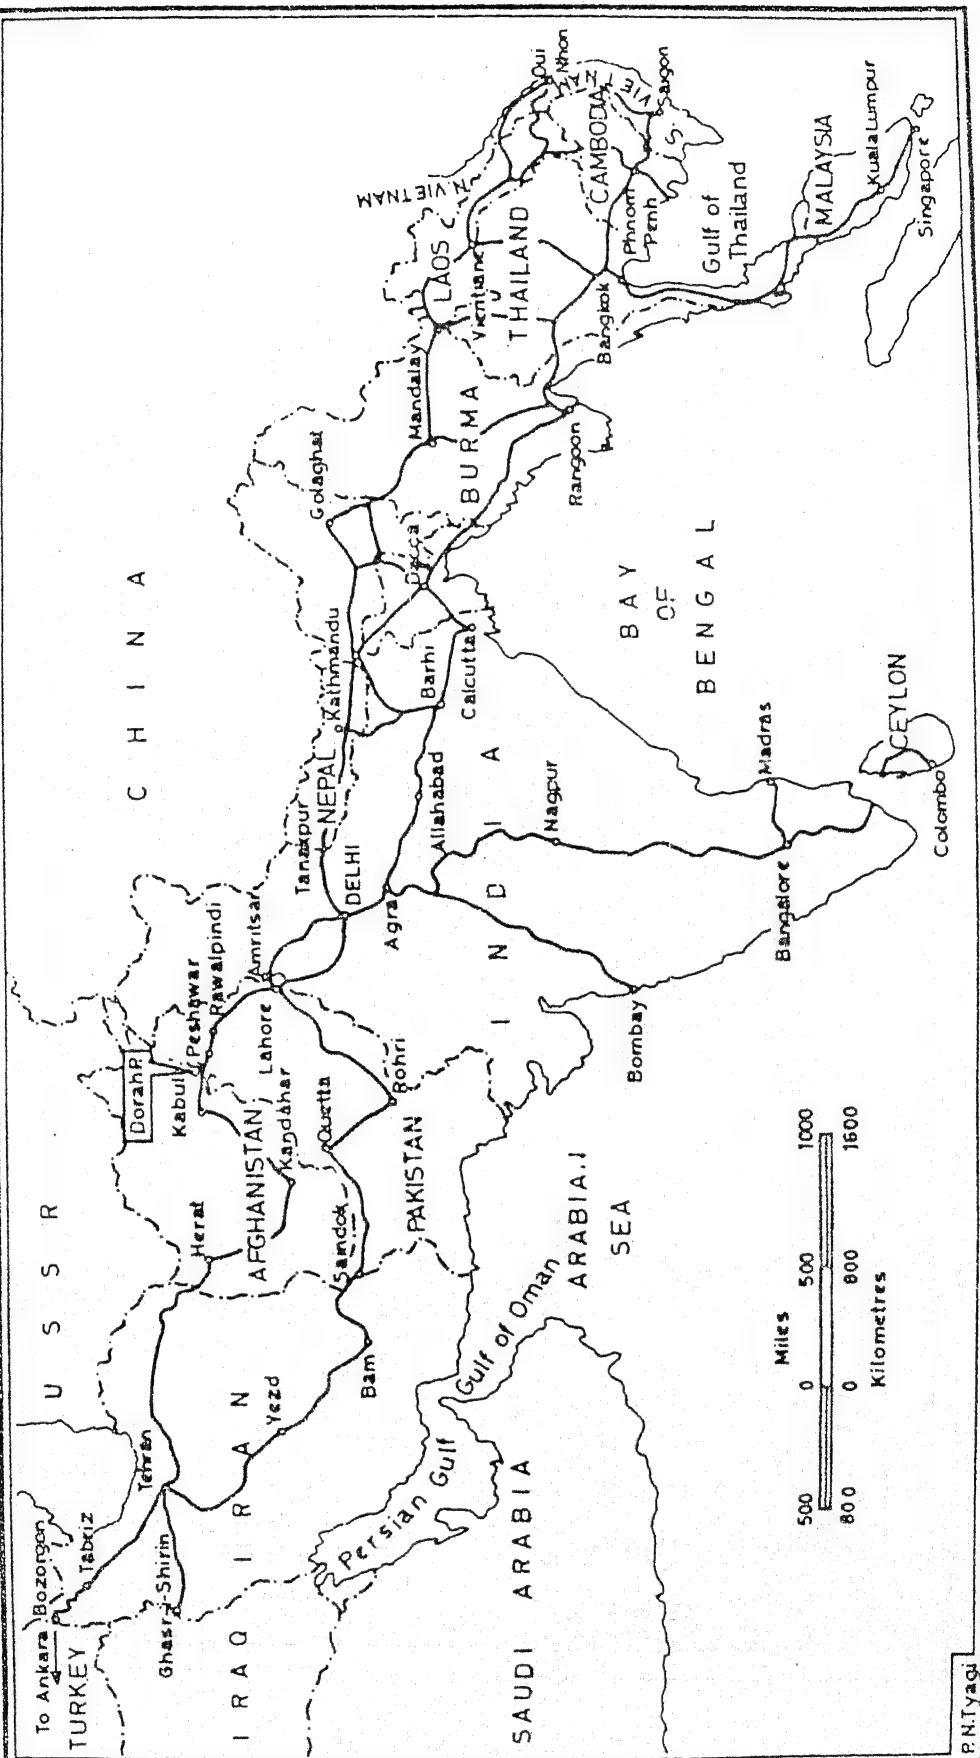 To Ankara
Bozorgon
TURKEY
Tabriz
Ghasr-i-Shirin
Tehran
IRAQ
IRAN
Yezd
Bam
USSR
Herat
AFGHANISTAN
Kandahar
Saindok
Quetta
PAKISTAN
Rohri
Dorah P.
Kabul
Peshawar
Rawalpindi
Lahore
Amritsar
CHINA
Tanakpur
NEPAL
DELHI
Agra
Allahabad
Kathmandu
Barhi
Calcutta
INDIA
Nagpur
Bombay
Bangalore
Madras
CEYLON
Colombo
Golaghat
Dacca
Mandalay
BURMA
Rangoon
LAOS
Vientiane
N.VIETNAM
THAILAND
Bangkok
CAMBODIA
Phnom
Penh
S.
VIETNAM
Qui
Nhon
Saigon
Gulf of
Thailand
MALAYSIA
Kuala Lumpur
Singapore
BAY
OF
BENGAL
ARABIAN
SEA
Gulf of Oman
Persian Gulf
SAUDI ARABIA
Miles
500 0 500 1000
800 0 800 1600
Kilometres
P.N.Tyagi